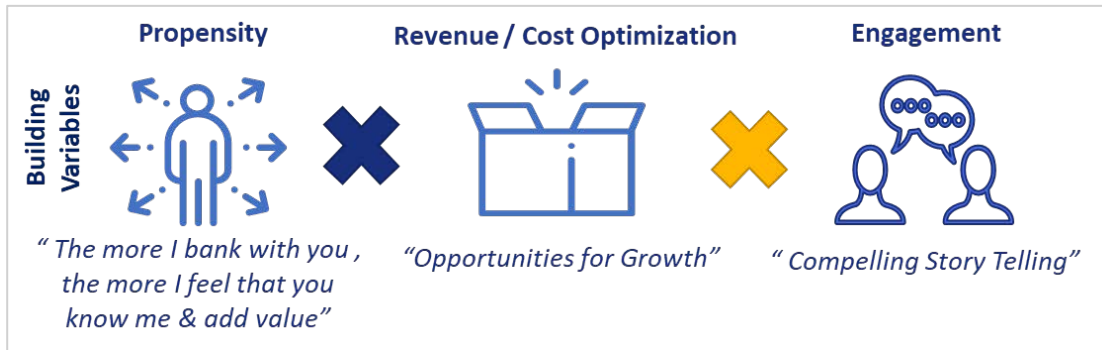 Propensity
Revenue / Cost Optimization
Engagement
Building
Variables
“ The more I bank with you ,
the more I feel that you
know me & add value”
“Opportunities for Growth”
“ Compelling Story Telling”